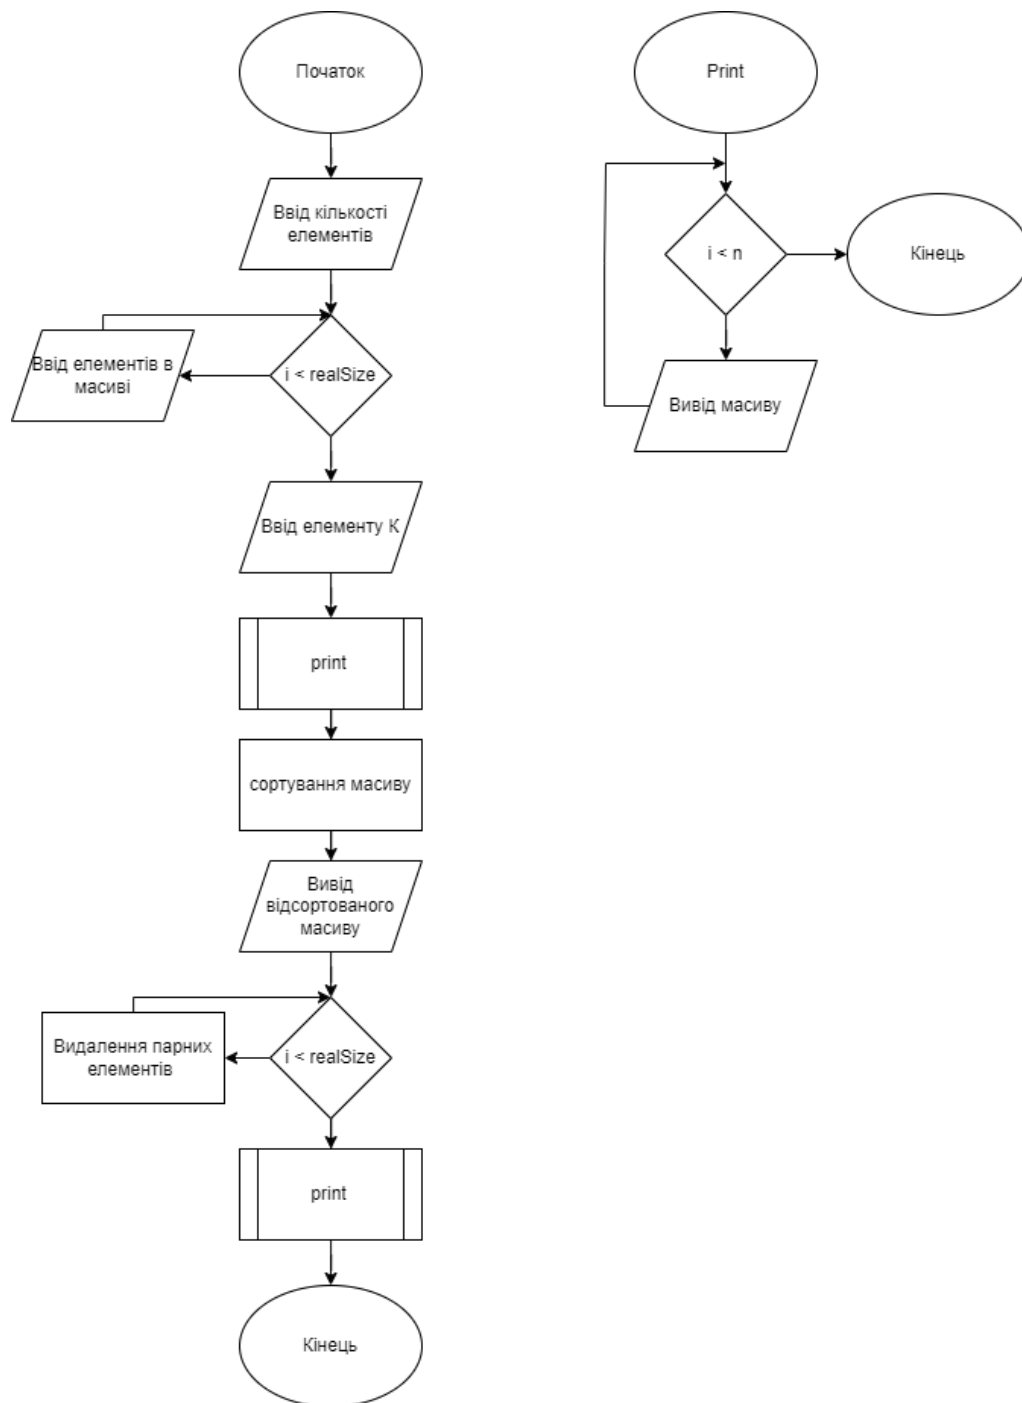 Початок
Ввід кількості
елементів
i < realSize
Ввід елементів в
масиві
Ввід елементу К
print
сортування масиву
Вивід
відсортованого
масиву
i < realSize
Видалення парних
елементів
print
Кінець
Print
i < n
Кінець
Вивід масиву